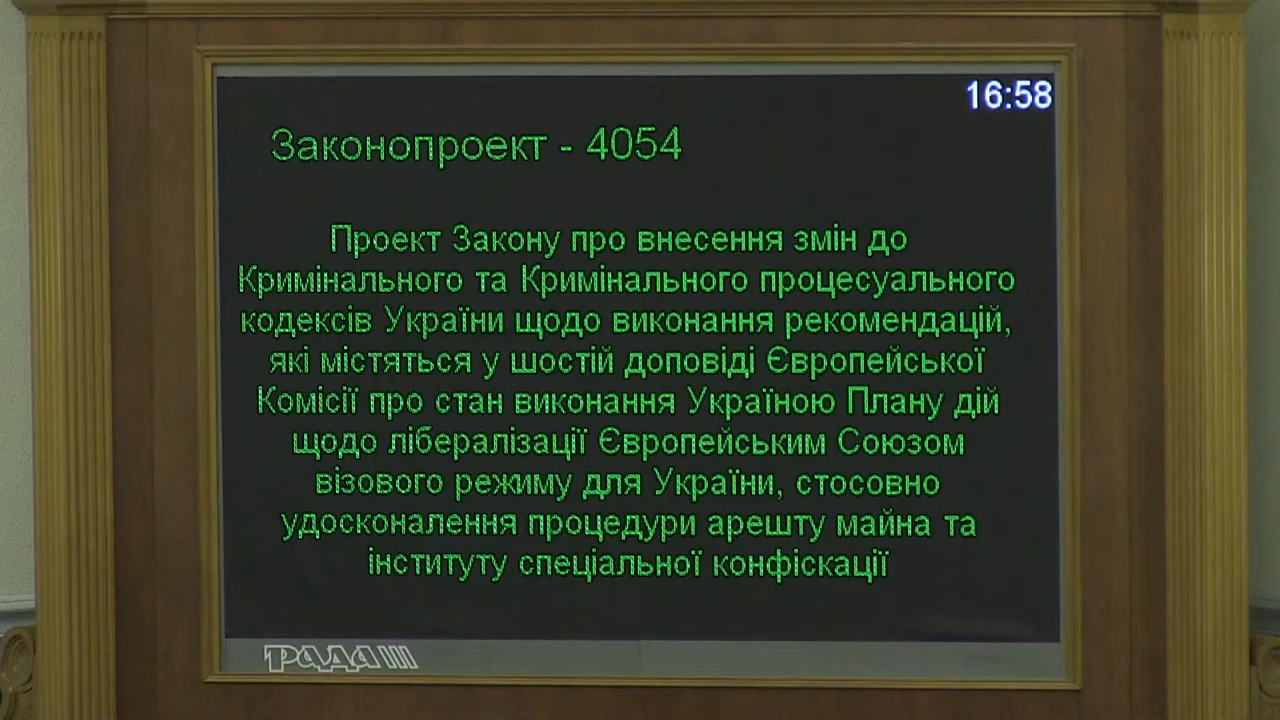 16:58
Законопроект - 4054
Проект Закону про внесення змін до
Кримінального та Кримінального процесуального
кодексів України щодо виконання рекомендацій,
які містяться у шостій доповіді Європейської
Комісії про стан виконання Україною Плану дій
щодо лібералізації Європейським Союзом
візового режиму для України, стосовно
удосконалення процедури арешту майна та
інституту спеціальної конфіскації
РАДА III